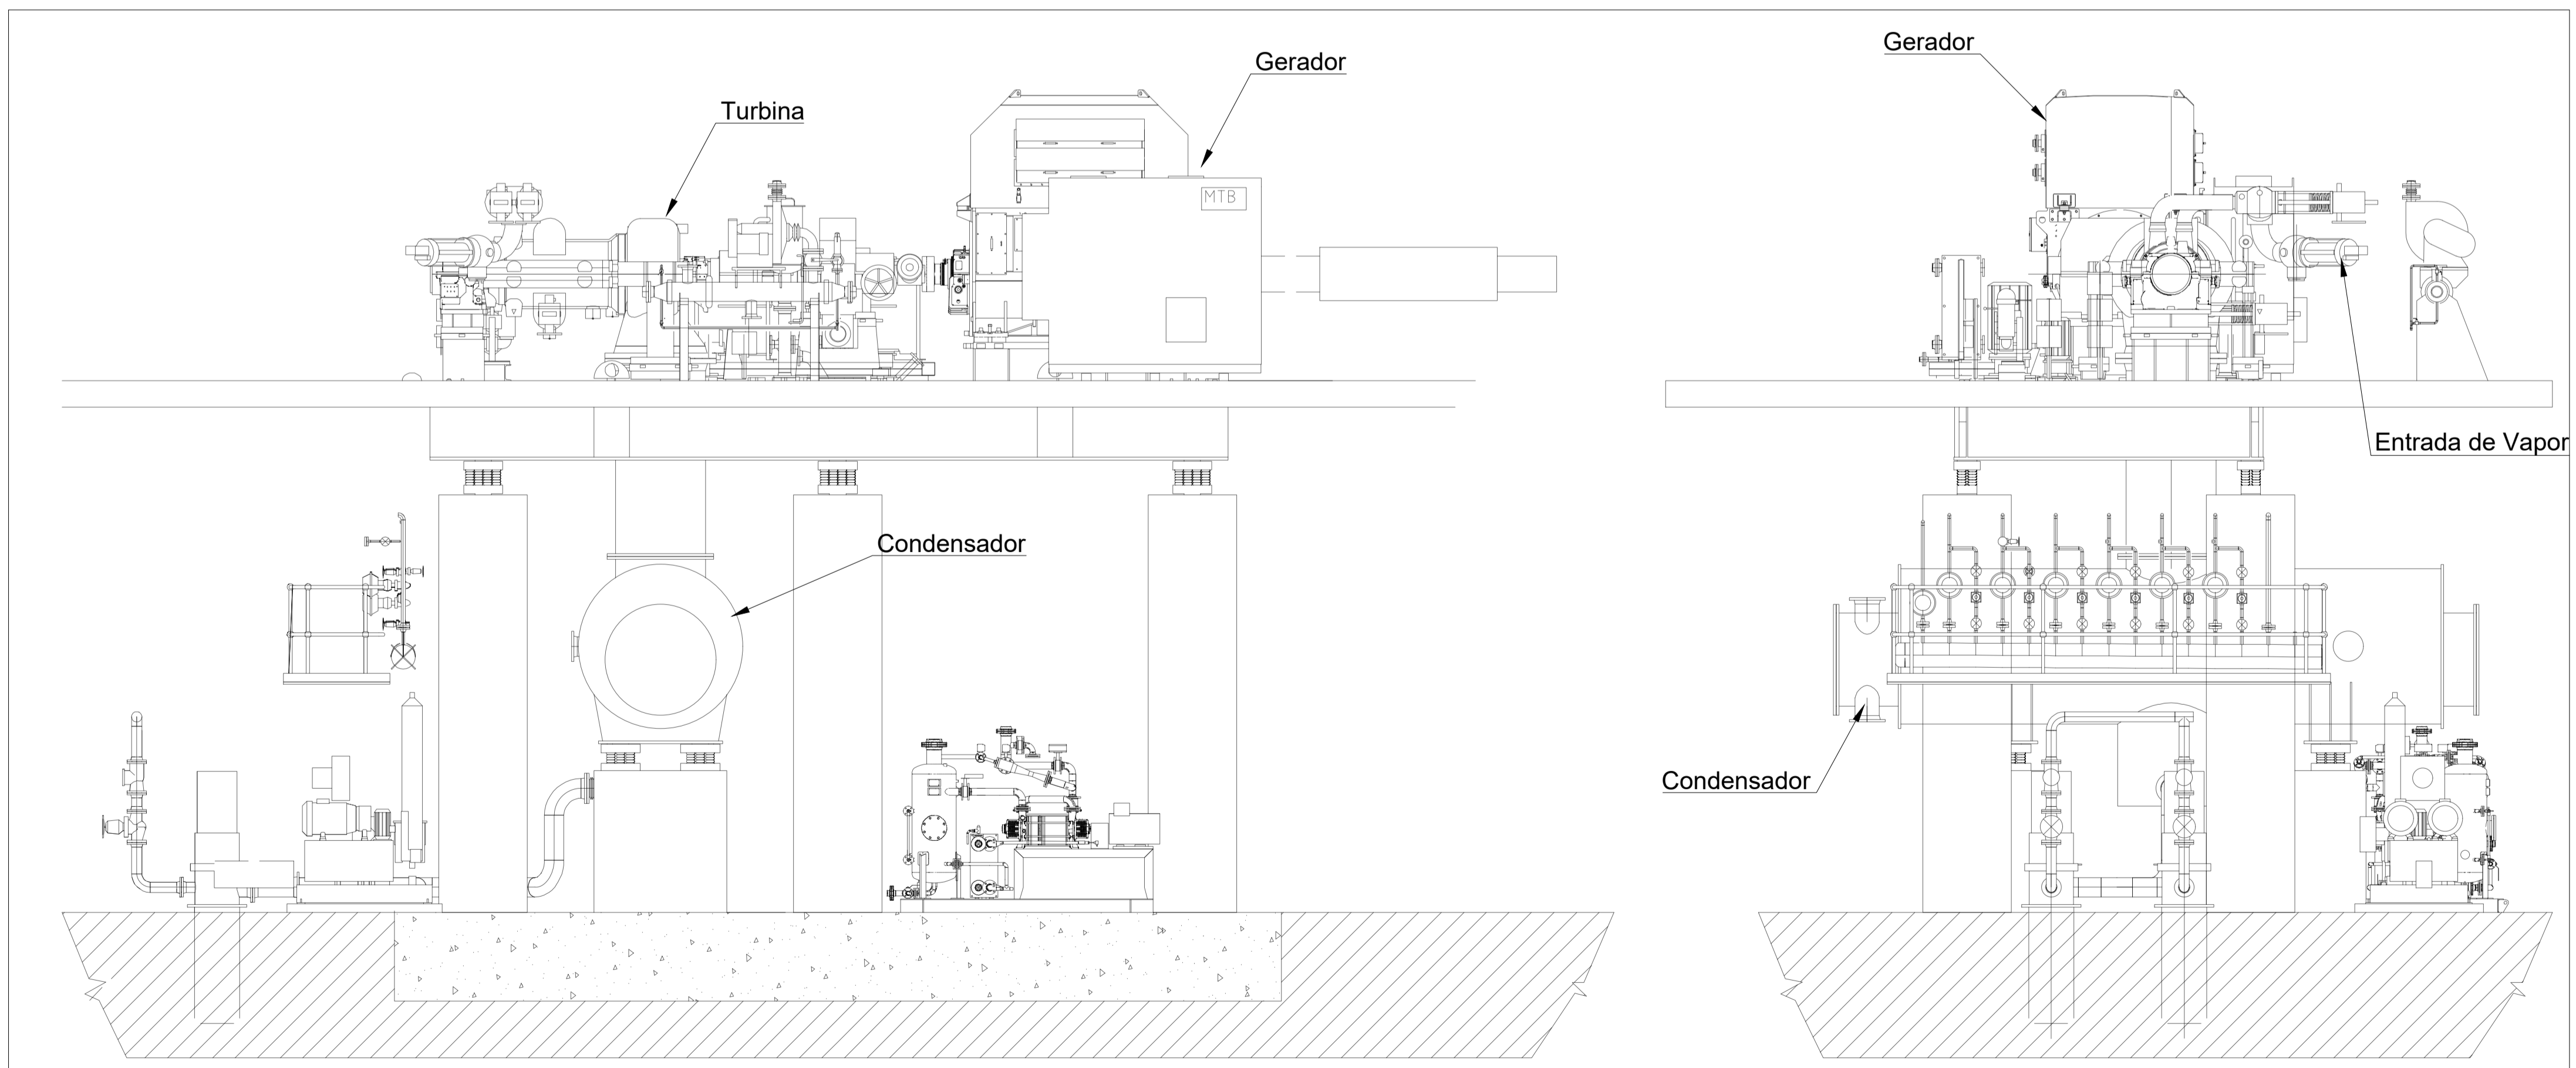 Gerador
Turbina
MTB
Condensador
Gerador
Entrada de Vapor
Condensador